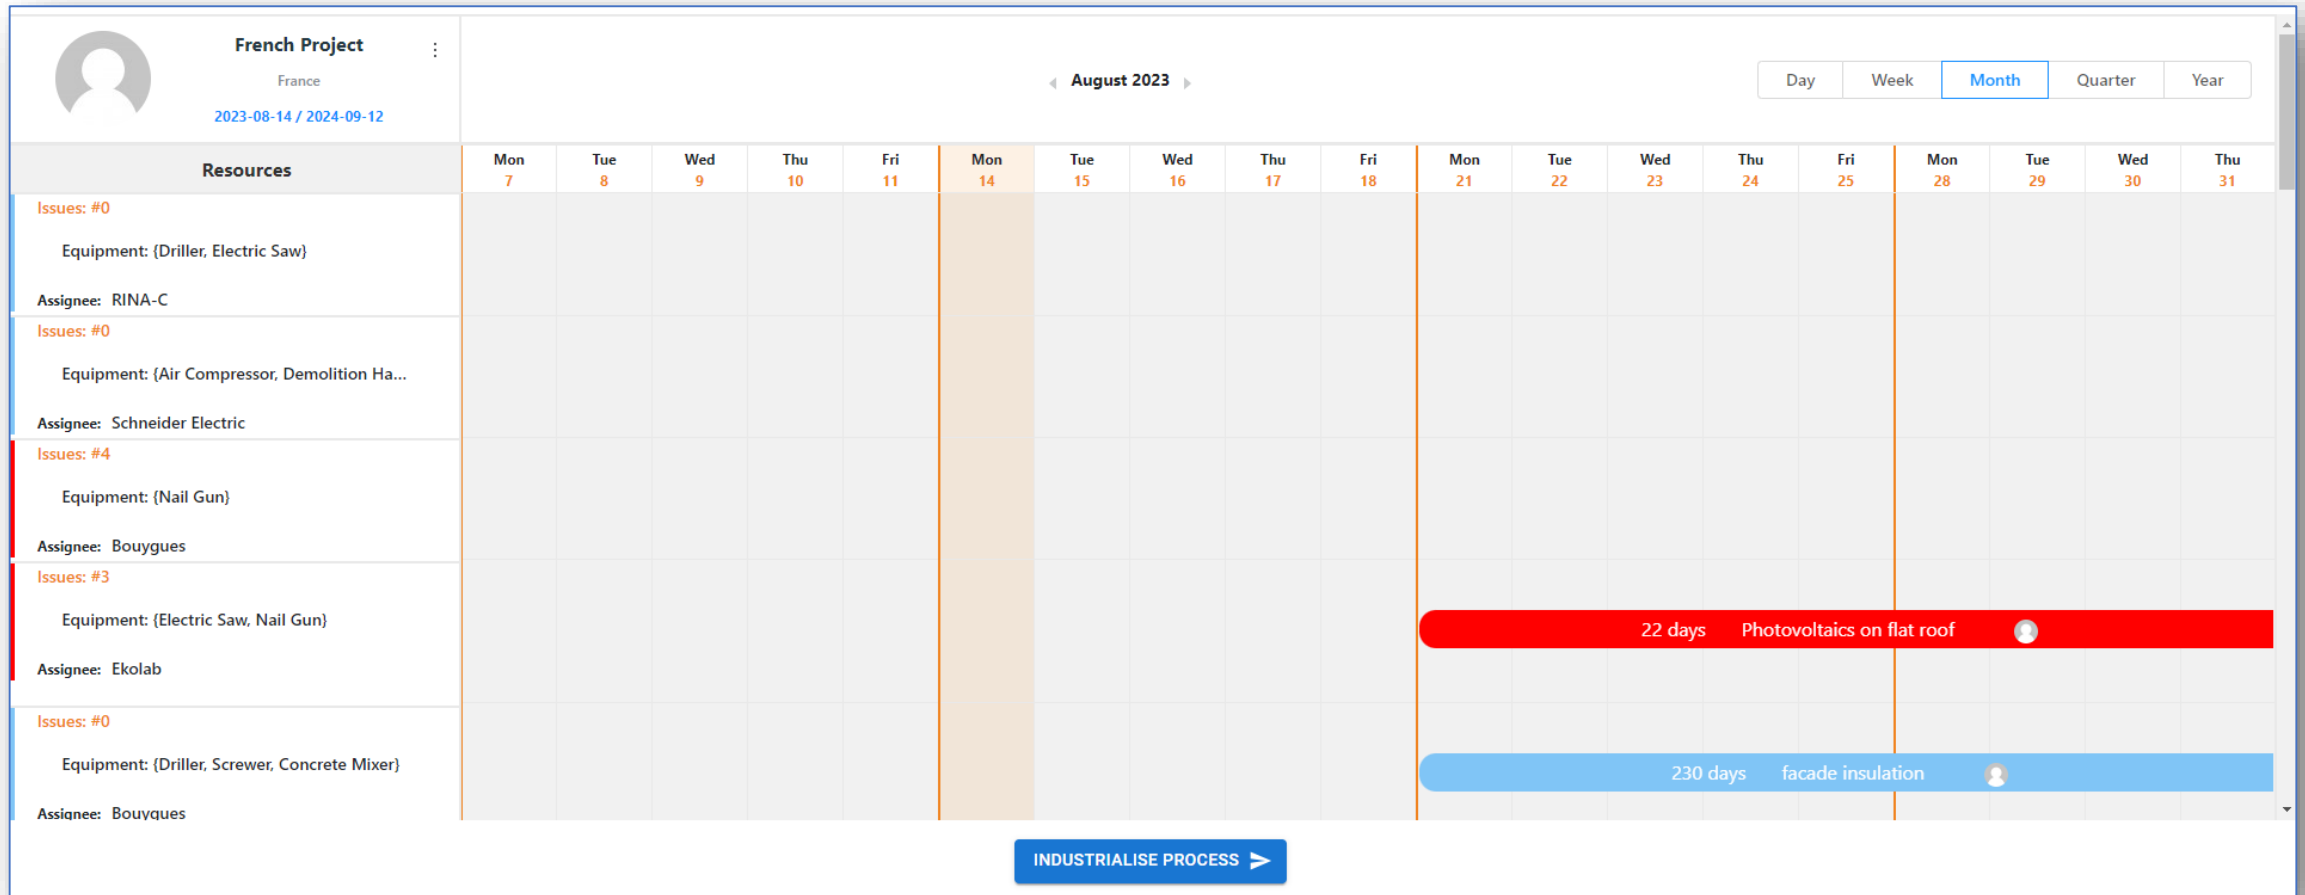 French Project
France
2023-08-14 / 2024-09-12
August 2023
Day Week Month Quarter Year
Resources
Mon Tue Wed Thu Fri Mon Tue Wed Thu Fri Mon Tue Wed Thu Fri Mon Tue Wed Thu
7 8 9 10 11 14 15 16 17 18 21 22 23 24 25 28 29 30 31
Issues: #0
Equipment: {Driller, Electric Saw}
Assignee: RINA-C
Issues: #0
Equipment: {Air Compressor, Demolition Ha...
Assignee: Schneider Electric
Issues: #4
Equipment: {Nail Gun}
Assignee: Bouygues
Issues: #3
Equipment: {Electric Saw, Nail Gun}
22 days Photovoltaics on flat roof
Assignee: Ekolab
Issues: #0
Equipment: {Driller, Screwer, Concrete Mixer}
230 days facade insulation
Assignee: Bouygues
INDUSTRIALISE PROCESS